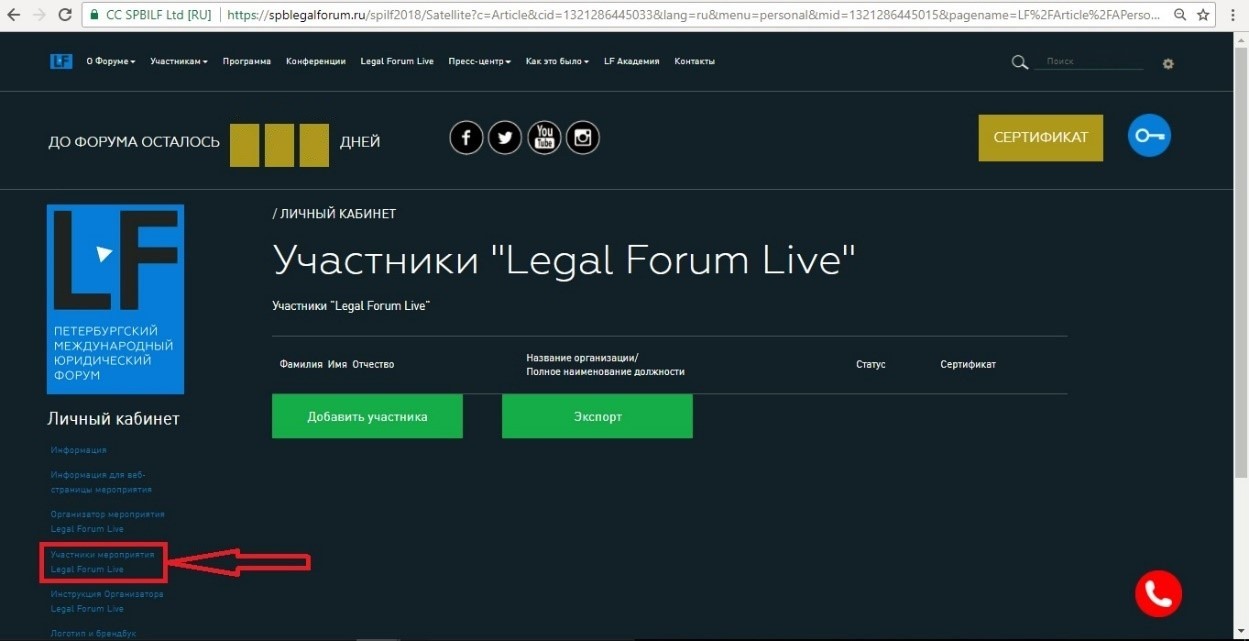 CC SPBILF Ltd [RU]
https://spblegalforum.ru/spilf2018/Satellite?c=Article&cid=1321286445033&lang=ru&menu=personal&mid=1321286445015&pagename=LF%2FArticle%2FAPerso...
LF
О Форуме
Участникам
Программа
Конференции
Legal Forum Live
Пресс-центр
Как это было
LF Академия
Контакты
Поиск
ДО ФОРУМА ОСТАЛОСЬ
ДНЕЙ
f
You
Tube
СЕРТИФИКАТ
LF
ПЕТЕРБУРГСКИЙ
МЕЖДУНАРОДНЫЙ
ЮРИДИЧЕСКИЙ
ФОРУМ
/ ЛИЧНЫЙ КАБИНЕТ
Участники "Legal Forum Live"
Участники "Legal Forum Live"
Фамилия Имя Отчество
Название организации/
Полное наименование должности
Статус
Сертификат
Добавить участника
Экспорт
Личный кабинет
Информация
Информация для веб-
страницы мероприятия
Организатор мероприятия
Legal Forum Live
Участники мероприятия
Legal Forum Live
Инструкция Организатора
Legal Forum Live
Логотип и брендбук